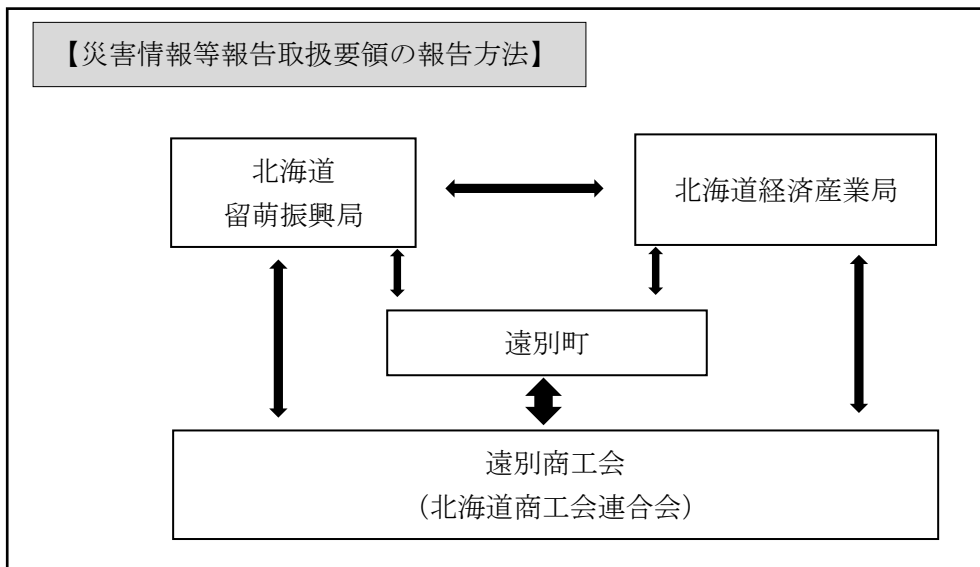 【災害情報等報告取扱要領の報告方法】
北海道
留萌振興局
北海道経済産業局
遠別町
遠別商工会
（北海道商工会連合会）